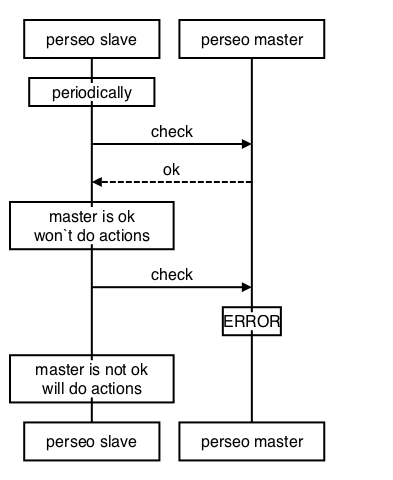 perseo slave
perseo master
periodically
check
ok
master is ok
won`t do actions
check
ERROR
master is not ok
will do actions
perseo slave
perseo master